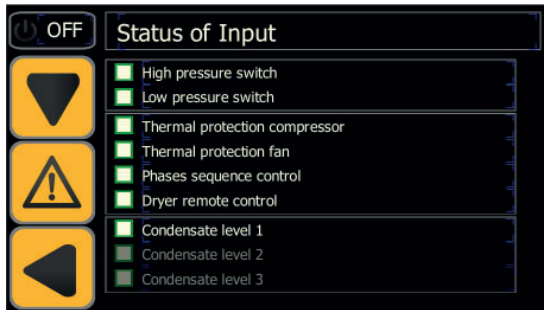 OFF
Status of Input
High pressure switch
Low pressure switch
Thermal protection compressor
Thermal protection fan
Phases sequence control
Dryer remote control
Condensate level 1
Condensate level 2
Condensate level 3